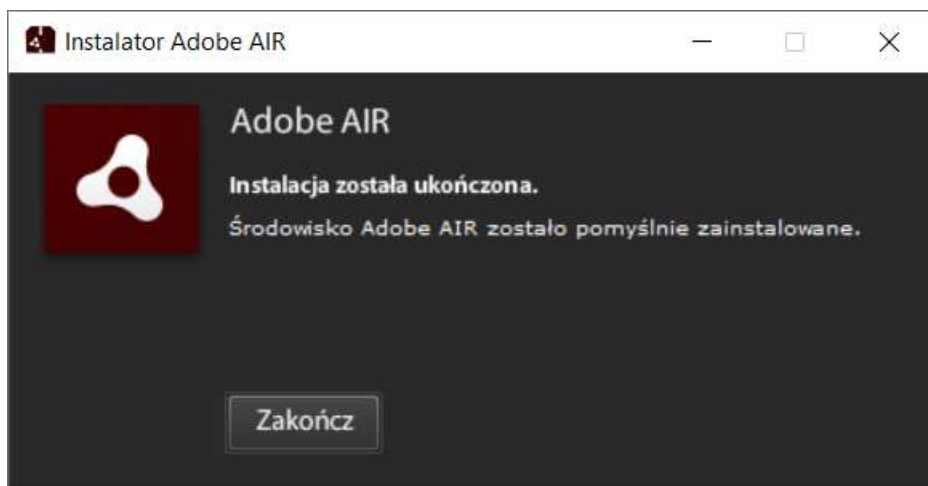 Instalator Adobe AIR
Adobe AIR
Instalacja została ukończona.
Środowisko Adobe AIR zostało pomyślnie zainstalowane.
Zakończ